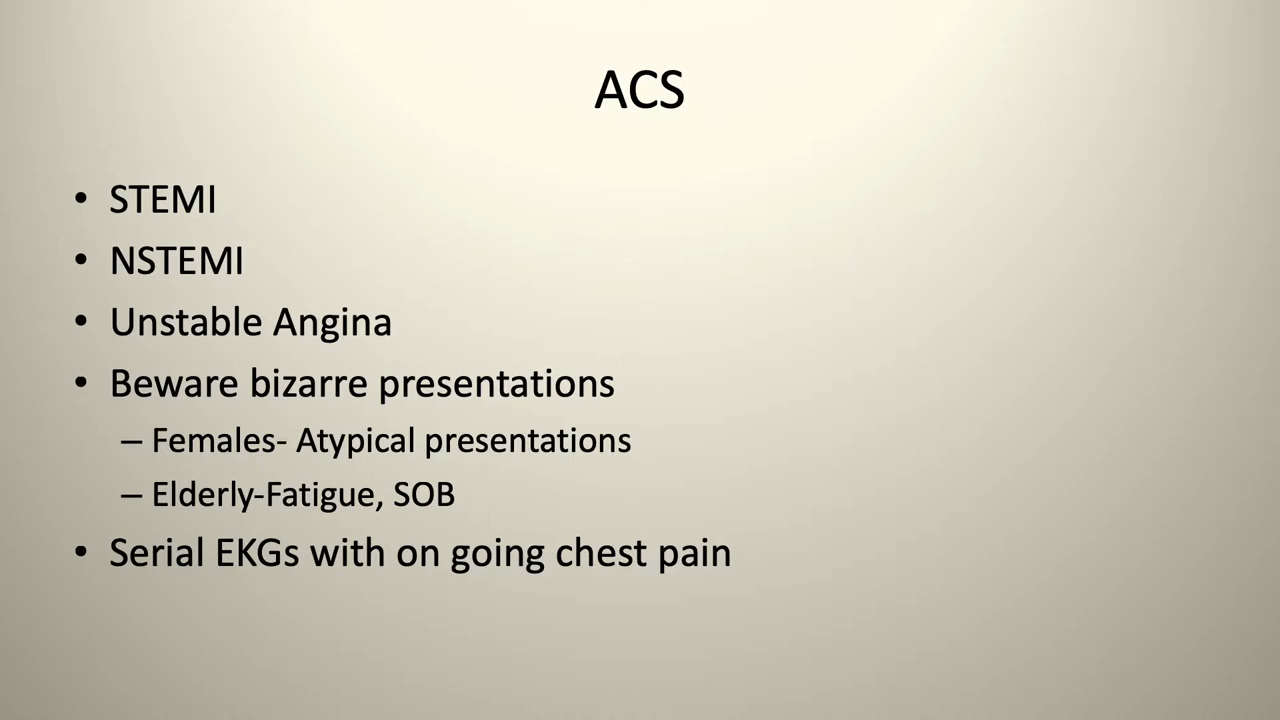 ACS
• STEMI
• NSTEMI
• Unstable Angina
• Beware bizarre presentations
– Females- Atypical presentations
– Elderly-Fatigue, SOB
• Serial EKGs with on going chest pain